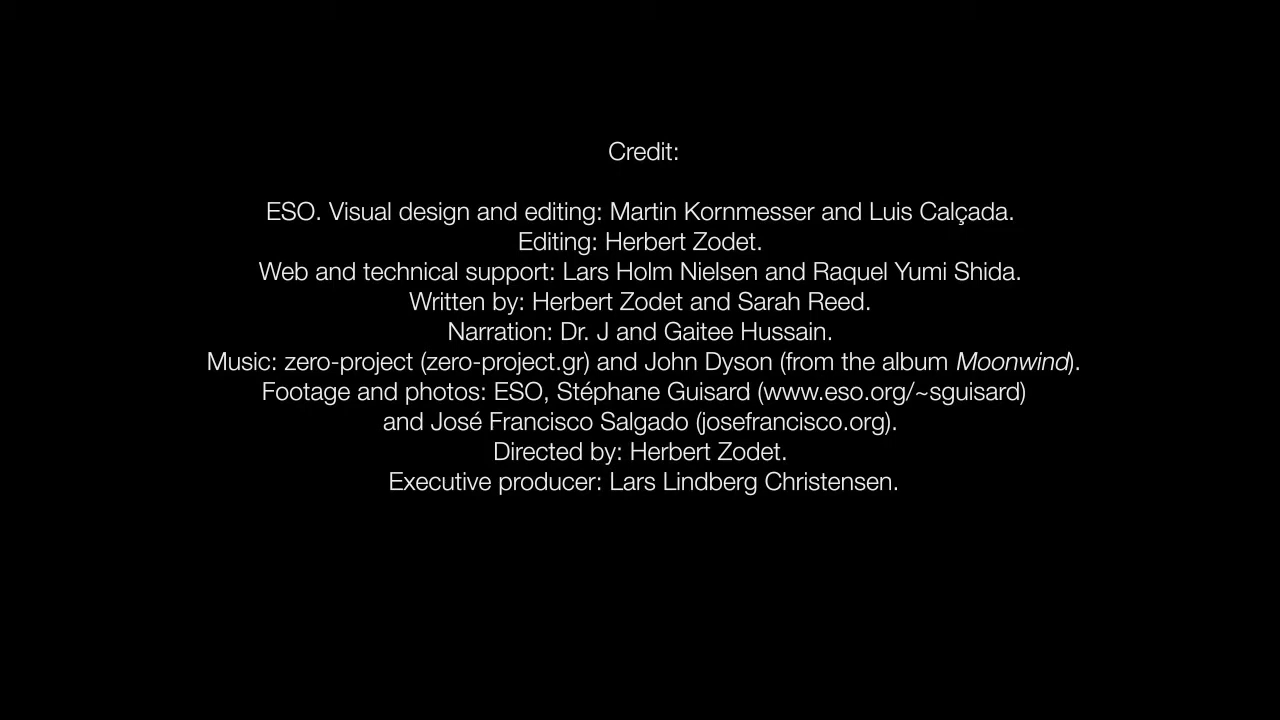 Credit:
ESO. Visual design and editing: Martin Kornmesser and Luis Calçada.
Editing: Herbert Zodet.
Web and technical support: Lars Holm Nielsen and Raquel Yumi Shida.
Written by: Herbert Zodet and Sarah Reed.
Narration: Dr. J and Gaitee Hussain.
Music: zero-project (zero-project.gr) and John Dyson (from the album Moonwind).
Footage and photos: ESO, Stéphane Guisard (www.eso.org/~sguisard)
and José Francisco Salgado (josefrancisco.org).
Directed by: Herbert Zodet.
Executive producer: Lars Lindberg Christensen.